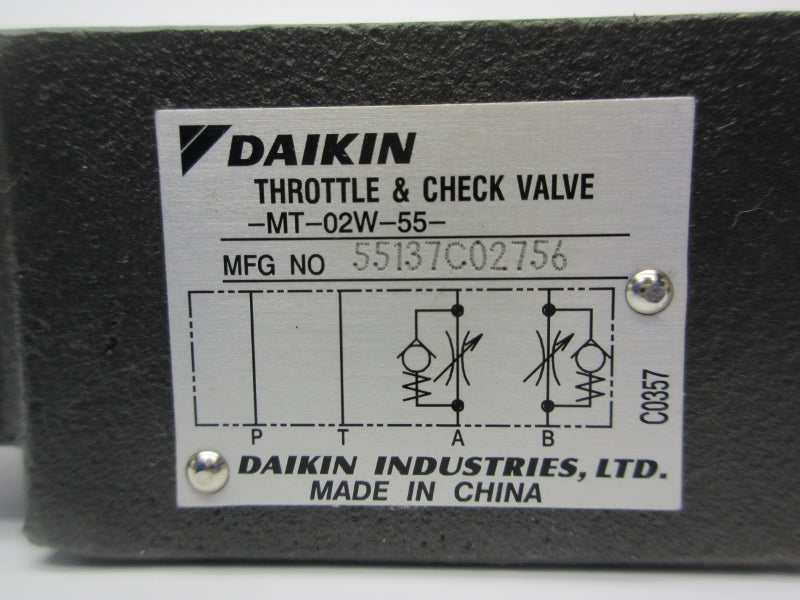 DAIKIN
THROTTLE & CHECK VALVE
-MT-02W-55-
MFG NO 55137C02756
P T A B
C0357
DAIKIN INDUSTRIES, LTD.
MADE IN CHINA